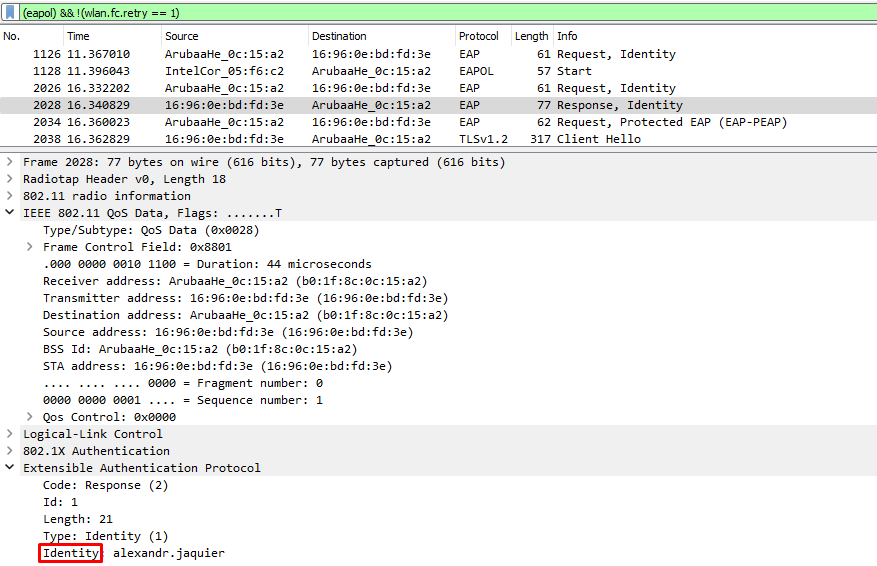 (eapol) && !(wlan.fc.retry == 1)
No. Time Source Destination Protocol Length Info
1126 11.367010 ArubaaHe_0c:15:a2 16:96:0e:bd:fd:3e EAP 61 Request, Identity
1128 11.396043 IntelCor_05:f6:c2 ArubaaHe_0c:15:a2 EAPOL 57 Start
2026 16.332202 ArubaaHe_0c:15:a2 16:96:0e:bd:fd:3e EAP 61 Request, Identity
2028 16.340829 16:96:0e:bd:fd:3e ArubaaHe_0c:15:a2 EAP 77 Response, Identity
2034 16.360023 ArubaaHe_0c:15:a2 16:96:0e:bd:fd:3e EAP 62 Request, Protected EAP (EAP-PEAP)
2038 16.362829 16:96:0e:bd:fd:3e ArubaaHe_0c:15:a2 TLSv1.2 317 Client Hello
Frame 2028: 77 bytes on wire (616 bits), 77 bytes captured (616 bits)
Radiotap Header v0, Length 18
802.11 radio information
IEEE 802.11 QoS Data, Flags: .......T
Type/Subtype: QoS Data (0x0028)
Frame Control Field: 0x8801
.000 0000 0010 1100 = Duration: 44 microseconds
Receiver address: ArubaaHe_0c:15:a2 (b0:1f:8c:0c:15:a2)
Transmitter address: 16:96:0e:bd:fd:3e (16:96:0e:bd:fd:3e)
Destination address: ArubaaHe_0c:15:a2 (b0:1f:8c:0c:15:a2)
Source address: 16:96:0e:bd:fd:3e (16:96:0e:bd:fd:3e)
BSS Id: ArubaaHe_0c:15:a2 (b0:1f:8c:0c:15:a2)
STA address: 16:96:0e:bd:fd:3e (16:96:0e:bd:fd:3e)
.... .... .... 0000 = Fragment number: 0
0000 0000 0001 .... = Sequence number: 1
Qos Control: 0x0000
Logical-Link Control
802.1X Authentication
Extensible Authentication Protocol
Code: Response (2)
Id: 1
Length: 21
Type: Identity (1)
Identity: alexandr.jaquier